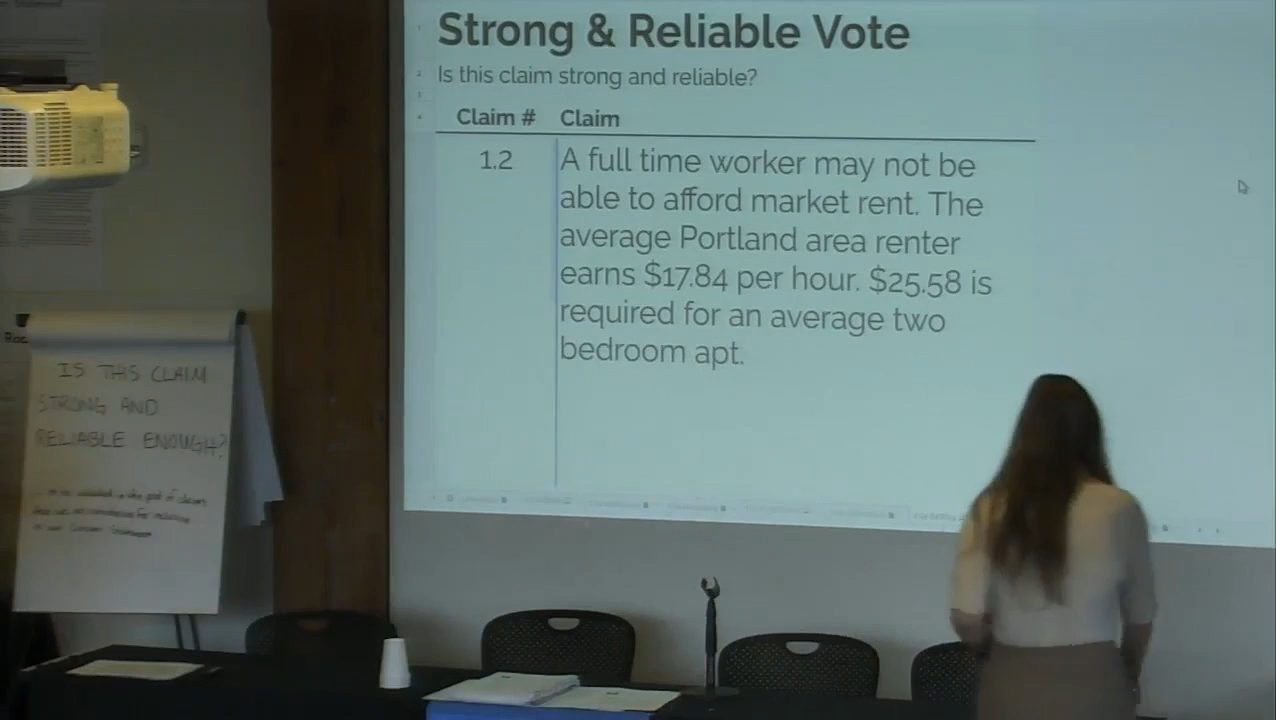 Strong & Reliable Vote
Is this claim strong and reliable?
Claim # Claim
1.2 A full time worker may not be
able to afford market rent. The
average Portland area renter
earns $17.84 per hour. $25.58 is
required for an average two
bedroom apt.
IS THIS CLAIM
STRONG AND
RELIABLE ENOUGH?